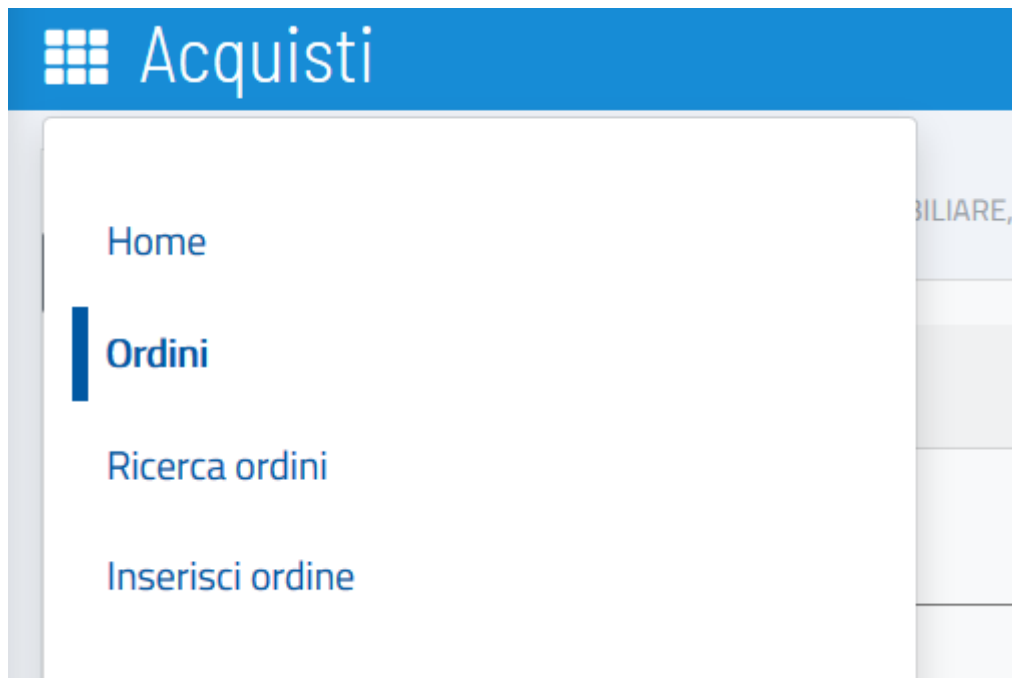 Acquisti
Home
Ordini
Ricerca ordini
Inserisci ordine